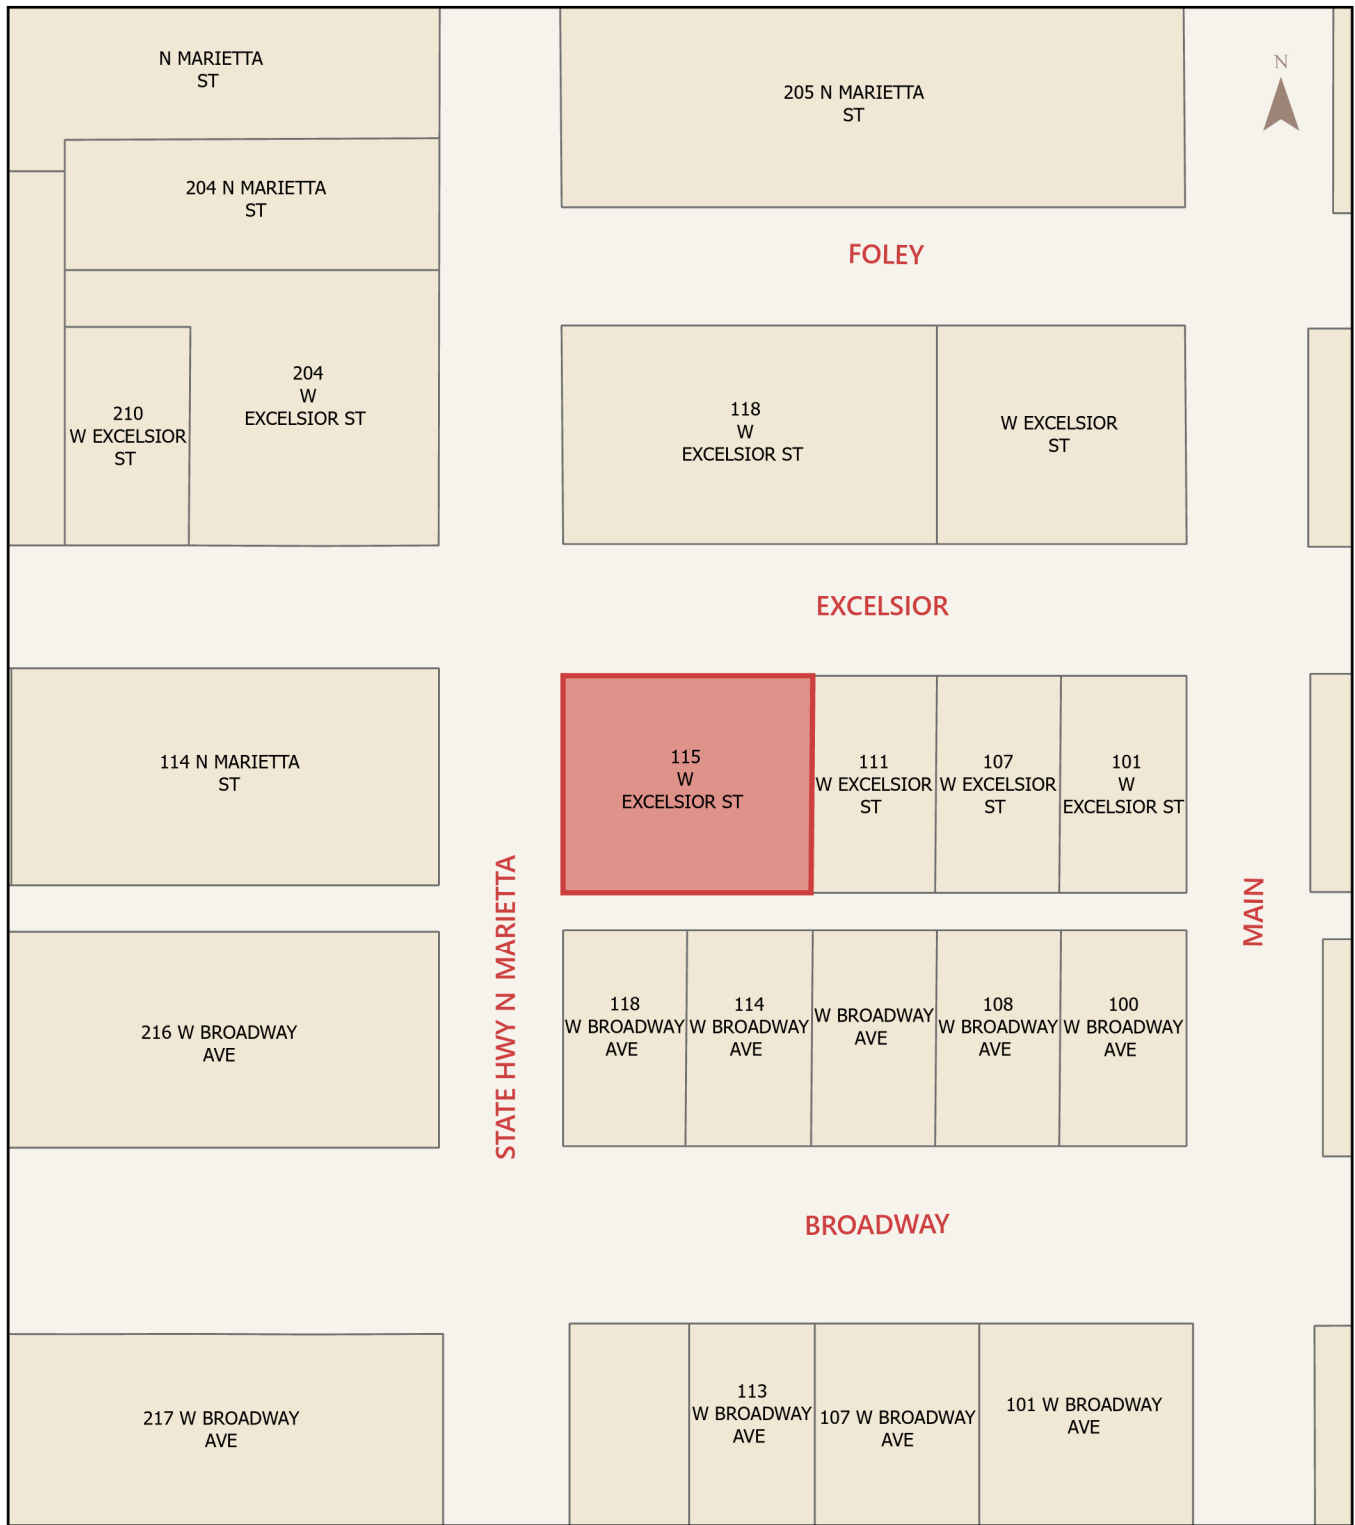 N MARIETTA
ST
205 N MARIETTA
ST
N
204 N MARIETTA
ST
FOLEY
210
W EXCELSIOR
ST
204
W
EXCELSIOR ST
118
W
EXCELSIOR ST
W EXCELSIOR
ST
EXCELSIOR
114 N MARIETTA
ST
115
W
EXCELSIOR ST
111
W EXCELSIOR
ST
107
W EXCELSIOR
ST
101
W
EXCELSIOR ST
STATE HWY N MARIETTA
MAIN
216 W BROADWAY
AVE
118
W BROADWAY
AVE
114
W BROADWAY
AVE
W BROADWAY
AVE
108
W BROADWAY
AVE
100
W BROADWAY
AVE
BROADWAY
217 W BROADWAY
AVE
113
W BROADWAY
AVE
107 W BROADWAY
AVE
101 W BROADWAY
AVE